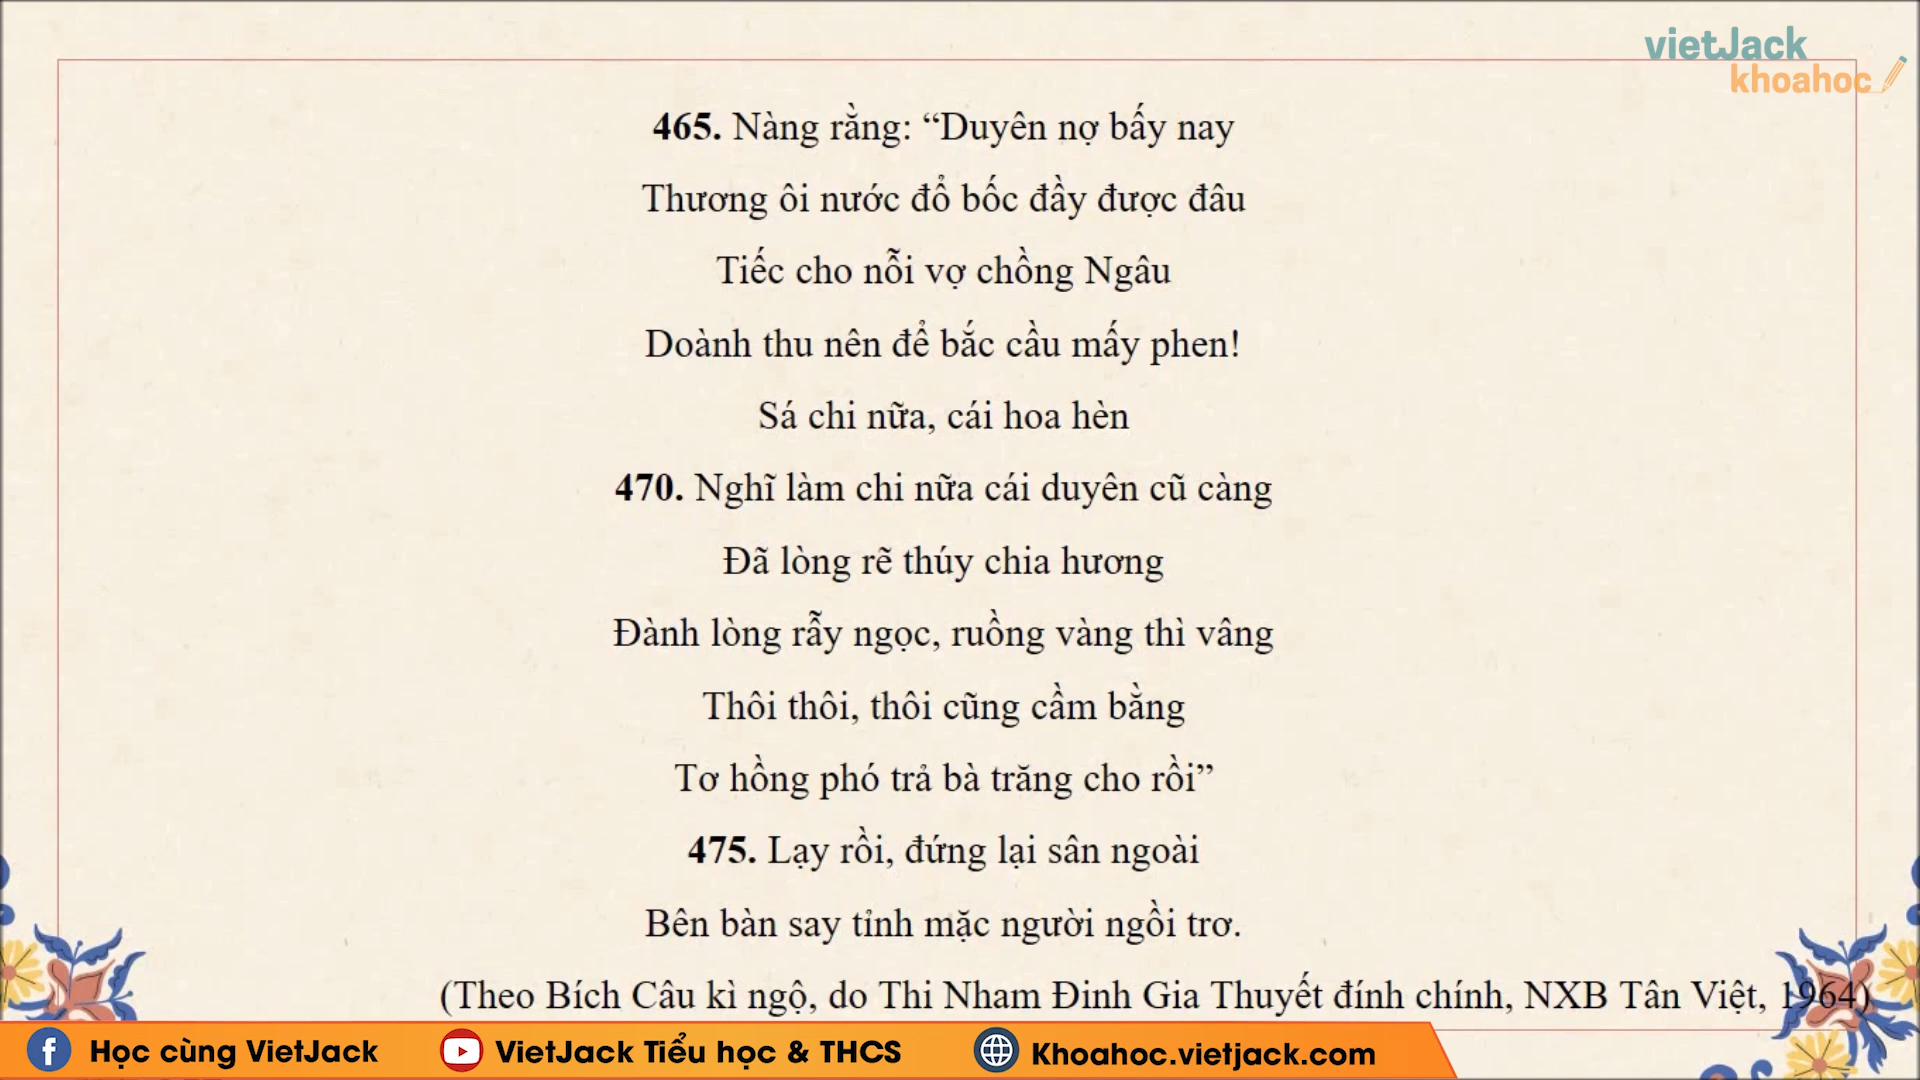 vietJack
khoahoc
465. Nàng rằng: “Duyên nợ bấy nay
Thương ôi nước đổ bốc đầy được đâu
Tiếc cho nỗi vợ chồng Ngâu
Doành thu nên để bắc cầu mấy phen!
Sá chi nữa, cái hoa hèn
470. Nghĩ làm chi nữa cái duyên cũ càng
Đã lòng rẽ thúy chia hương
Đành lòng rẫy ngọc, ruồng vàng thì vâng
Thôi thôi, thôi cũng cầm bằng
Tơ hồng phó trả bà trăng cho rồi”
475. Lạy rồi, đứng lại sân ngoài
Bên bàn say tỉnh mặc người ngồi trơ.
(Theo Bích Câu kì ngộ, do Thi Nham Đinh Gia Thuyết đính chính, NXB Tân Việt, 1964)
Học cùng VietJack
VietJack Tiểu học & THCS
Khoahoc.vietjack.com